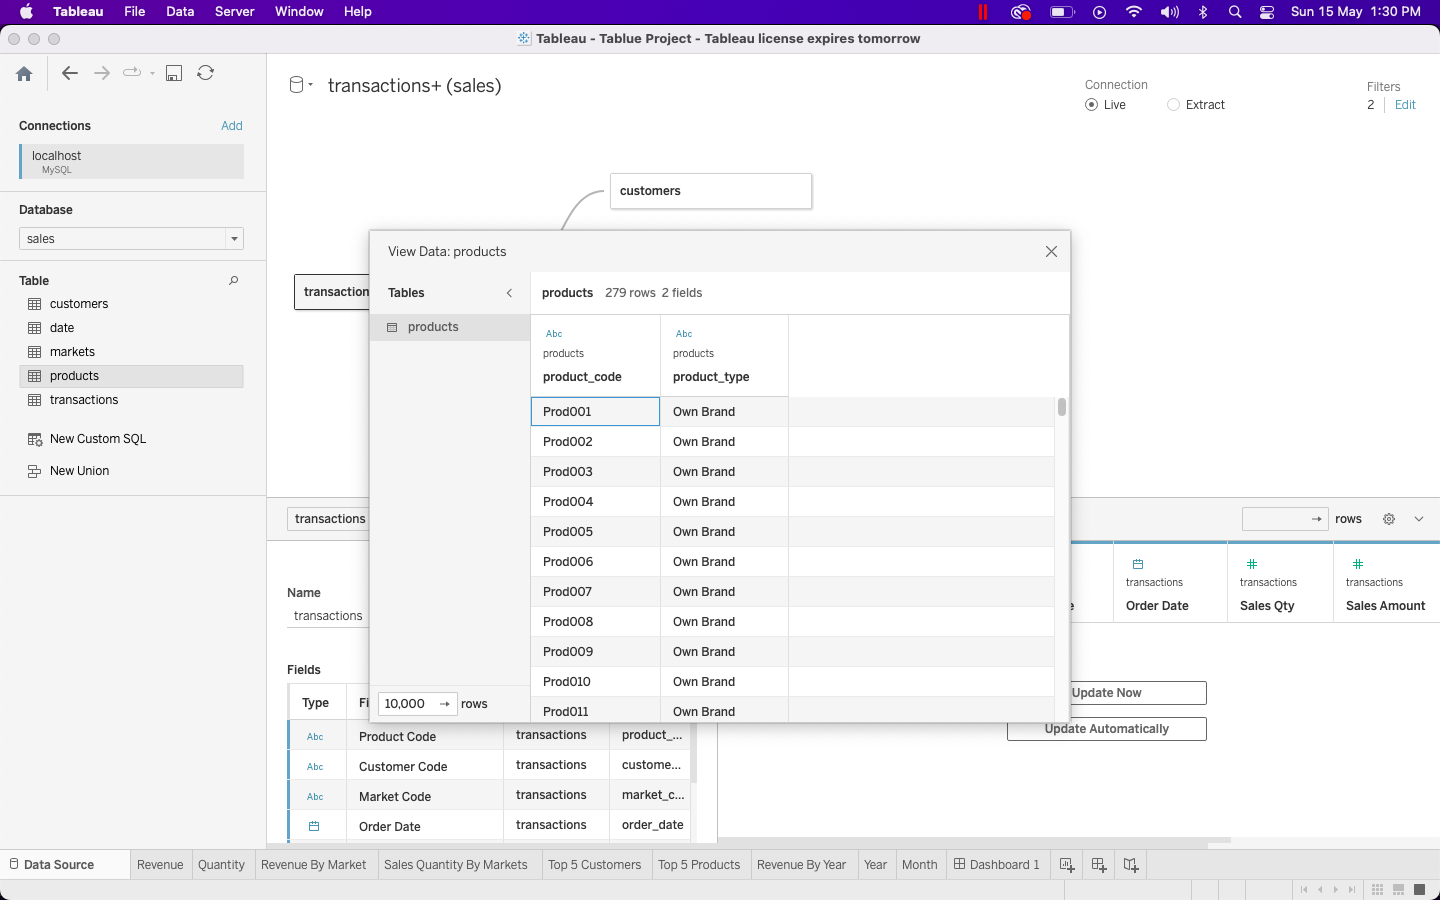 Tableau File Data Server Window Help Sun 15 May 1:30 PM
Tableau - Tablue Project - Tableau license expires tomorrow
transactions+ (sales)
Connection
Live Extract
Filters
2 Edit
Connections Add
localhost
MySQL
Database
sales
Table
customers
date
markets
products
transactions
New Custom SQL
New Union
customers
transaction
View Data: products
Tables
products
products 279 rows 2 fields
Abc Abc
products products
product_code product_type
Prod001 Own Brand
Prod002 Own Brand
Prod003 Own Brand
Prod004 Own Brand
Prod005 Own Brand
Prod006 Own Brand
Prod007 Own Brand
Prod008 Own Brand
Prod009 Own Brand
Prod010 Own Brand
Prod011 Own Brand
10,000 rows
transactions
rows
Name
transactions
Fields
Type Fi
Abc Product Code transactions product_...
Abc Customer Code transactions custome...
Abc Market Code transactions market_c...
Order Date transactions order_date
transactions transactions transactions
e Order Date Sales Qty Sales Amount
Update Now
Update Automatically
Data Source Revenue Quantity Revenue By Market Sales Quantity By Markets Top 5 Customers Top 5 Products Revenue By Year Year Month Dashboard 1